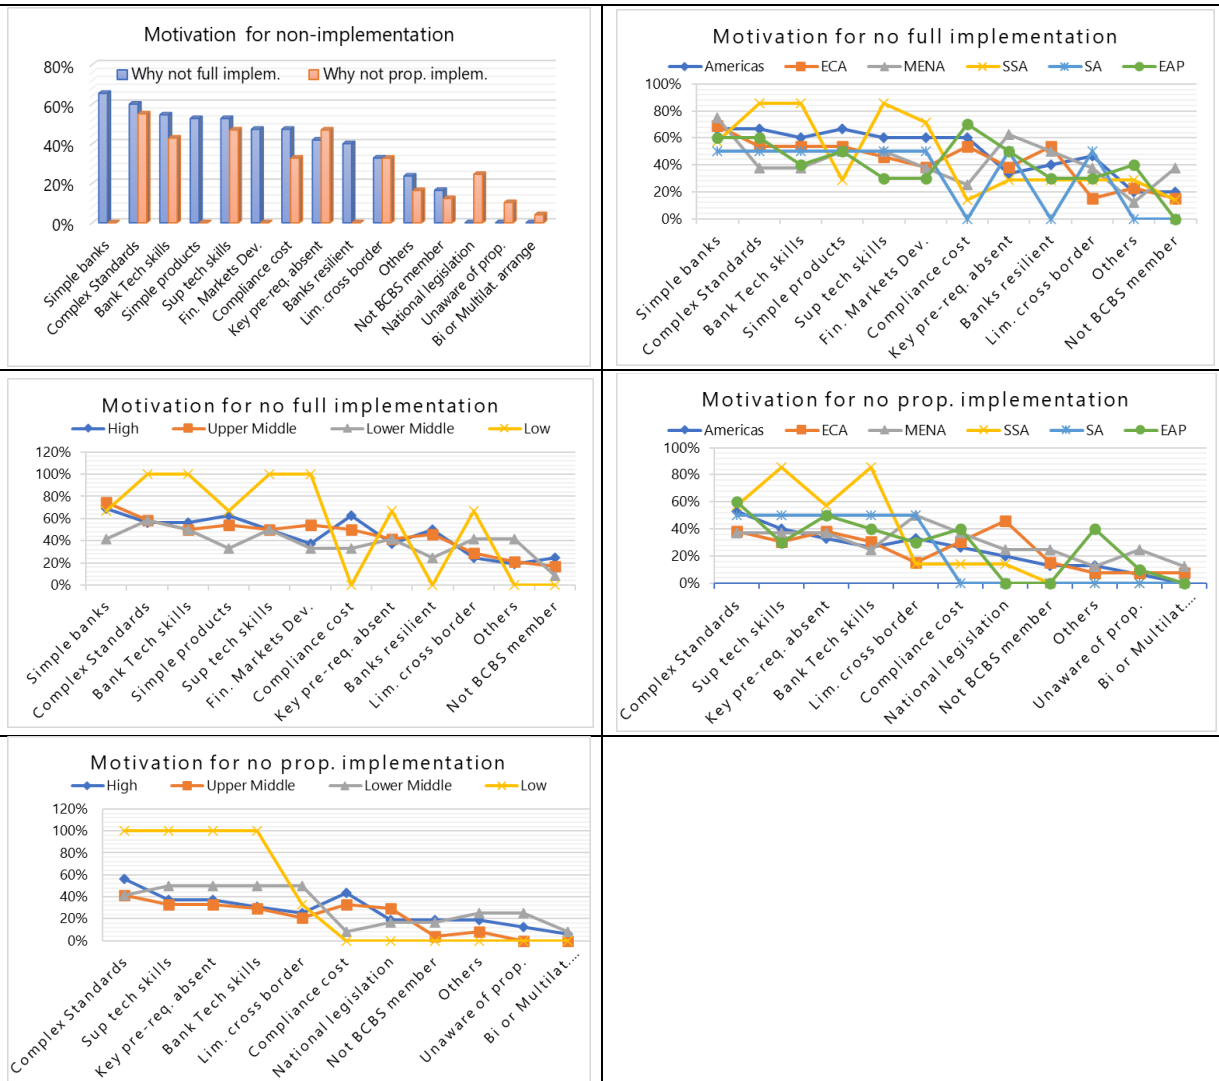 Motivation for non-implementation
80%
Why not full implem. Why not prop. implem.
60%
40%
20%
0%
Simple banks
Complex Standards
Bank Tech skills
Simple products
Sup tech skills
Fin. Markets Dev.
Compliance cost
Key pre-req. absent
Banks resilient
Lim. cross border
Others
Not BCBS member
National legislation
Unaware of prop.
Bi or Multilat. arrange
Motivation for no full implementation
Americas ECA MENA SSA SA EAP
100%
80%
60%
40%
20%
0%
Simple banks
Complex Standards
Bank Tech skills
Simple products
Sup tech skills
Fin. Markets Dev.
Compliance cost
Key pre-req. absent
Banks resilient
Lim. cross border
Others
Not BCBS member
Motivation for no full implementation
High Upper Middle Lower Middle Low
120%
100%
80%
60%
40%
20%
0%
Simple banks
Complex Standards
Bank Tech skills
Simple products
Sup tech skills
Fin. Markets Dev.
Compliance cost
Key pre-req. absent
Banks resilient
Lim. cross border
Others
Not BCBS member
Motivation for no prop. implementation
Americas ECA MENA SSA SA EAP
100%
80%
60%
40%
20%
0%
Complex Standards
Sup tech skills
Key pre-req. absent
Bank Tech skills
Lim. cross border
Compliance cost
National legislation
Not BCBS member
Others
Unaware of prop.
Bi or Multilat....
Motivation for no prop. implementation
High Upper Middle Lower Middle Low
120%
100%
80%
60%
40%
20%
0%
Complex Standards
Sup tech skills
Key pre-req. absent
Bank Tech skills
Lim. cross border
Compliance cost
National legislation
Not BCBS member
Others
Unaware of prop.
Bi or Multilat....